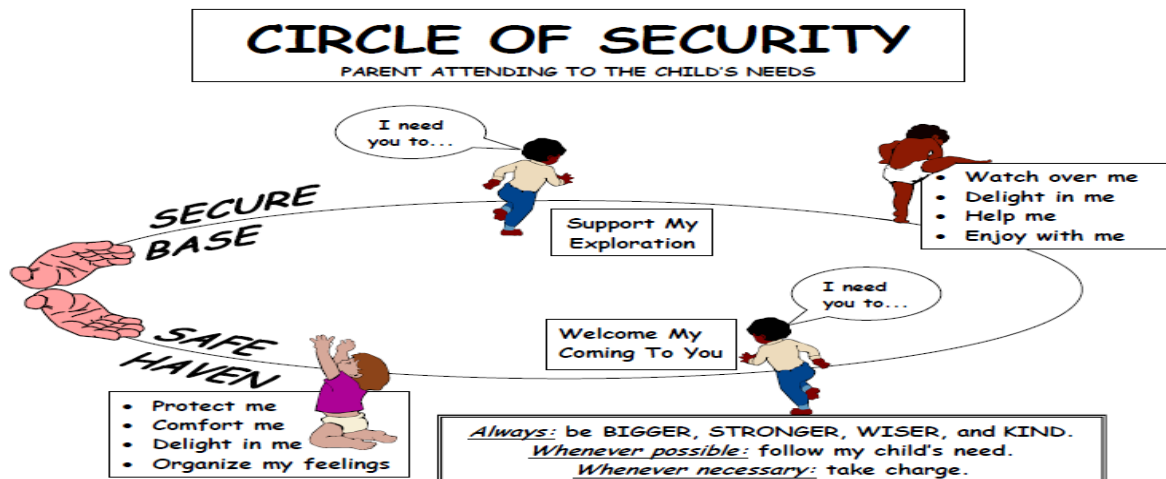 CIRCLE OF SECURITY
PARENT ATTENDING TO THE CHILD'S NEEDS
I need
you to...
SECURE
BASE
Support My
Exploration
• Watch over me
• Delight in me
• Help me
• Enjoy with me
I need
you to...
Welcome My
Coming To You
SAFE
HAVEN
• Protect me
• Comfort me
• Delight in me
• Organize my feelings
Always: be BIGGER, STRONGER, WISER, and KIND.
Whenever possible: follow my child's need.
Whenever necessary: take charge.